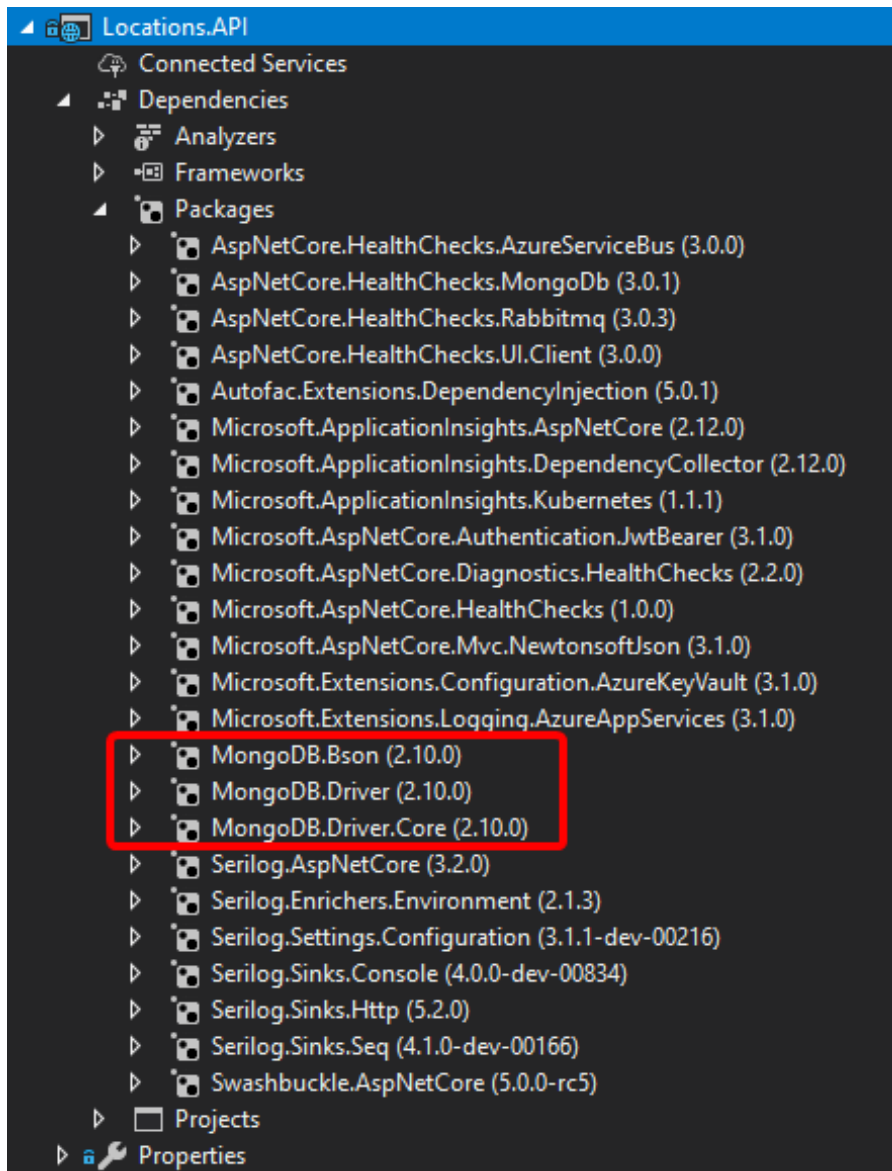 Locations.API
Connected Services
Dependencies
Analyzers
Frameworks
Packages
AspNetCore.HealthChecks.AzureServiceBus (3.0.0)
AspNetCore.HealthChecks.MongoDb (3.0.1)
AspNetCore.HealthChecks.Rabbitmq (3.0.3)
AspNetCore.HealthChecks.UI.Client (3.0.0)
Autofac.Extensions.DependencyInjection (5.0.1)
Microsoft.ApplicationInsights.AspNetCore (2.12.0)
Microsoft.ApplicationInsights.DependencyCollector (2.12.0)
Microsoft.ApplicationInsights.Kubernetes (1.1.1)
Microsoft.AspNetCore.Authentication.JwtBearer (3.1.0)
Microsoft.AspNetCore.Diagnostics.HealthChecks (2.2.0)
Microsoft.AspNetCore.HealthChecks (1.0.0)
Microsoft.AspNetCore.Mvc.NewtonsoftJson (3.1.0)
Microsoft.Extensions.Configuration.AzureKeyVault (3.1.0)
Microsoft.Extensions.Logging.AzureAppServices (3.1.0)
MongoDB.Bson (2.10.0)
MongoDB.Driver (2.10.0)
MongoDB.Driver.Core (2.10.0)
Serilog.AspNetCore (3.2.0)
Serilog.Enrichers.Environment (2.1.3)
Serilog.Settings.Configuration (3.1.1-dev-00216)
Serilog.Sinks.Console (4.0.0-dev-00834)
Serilog.Sinks.Http (5.2.0)
Serilog.Sinks.Seq (4.1.0-dev-00166)
Swashbuckle.AspNetCore (5.0.0-rc5)
Projects
Properties